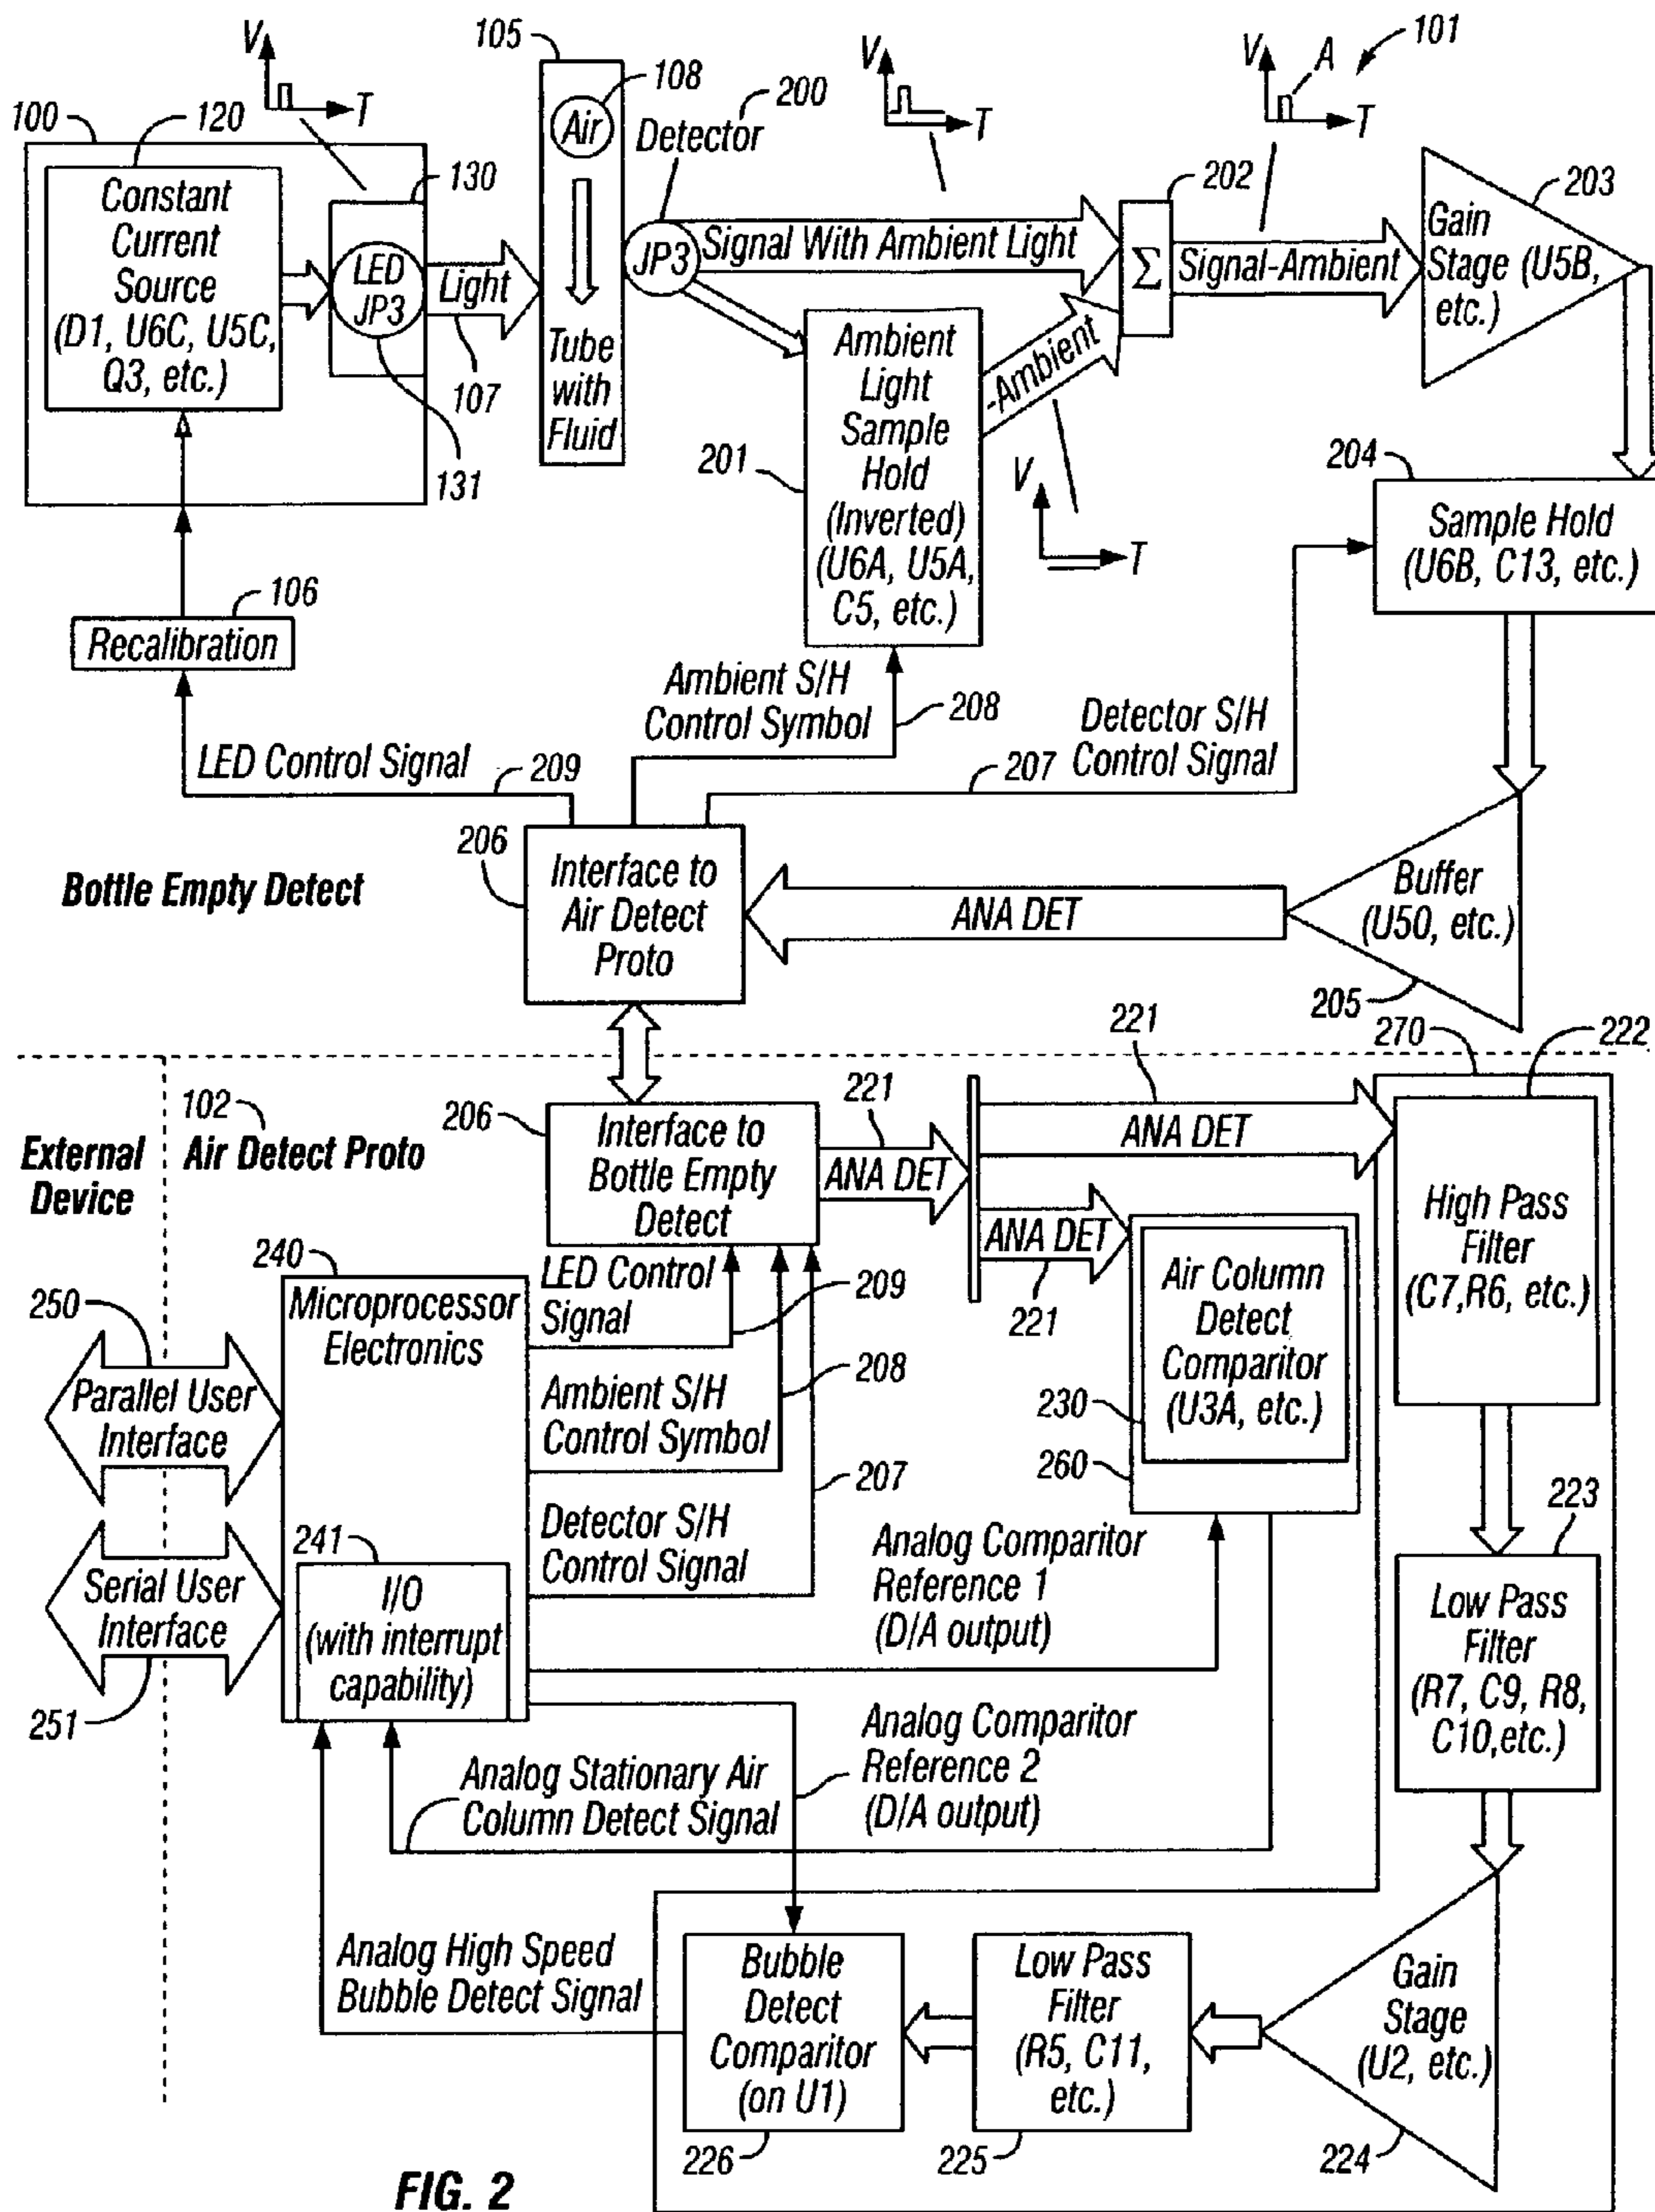 V
T
105
108
Air
200
Detector
V
T
V
A
T
101
100
120
Constant
Current
Source
(D1, U6C, U5C,
Q3, etc.)
130
LED
JP3
Light
107
131
Tube
with
Fluid
JP3
Signal With Ambient Light
202
Σ
Signal-Ambient
203
Gain
Stage (U5B,
etc.)
-Ambient
V
T
201
Ambient
Light
Sample
Hold
(Inverted)
(U6A, U5A,
C5, etc.)
204
Sample Hold
(U6B, C13, etc.)
106
Recalibration
LED Control Signal
209
Ambient S/H
Control Symbol
208
Detector S/H
Control Signal
207
206
Interface to
Air Detect
Proto
Bottle Empty Detect
ANA DET
Buffer
(U50, etc.)
205
270
222
221
102
External
Device
Air Detect Proto
206
Interface to
Bottle Empty
Detect
221
ANA DET
ANA DET
ANA DET
221
High Pass
Filter
(C7,R6, etc.)
240
Microprocessor
Electronics
LED Control
Signal
209
Ambient S/H
Control Symbol
208
Detector S/H
Control Signal
207
Air Column
Detect
Comparitor
(U3A, etc.)
230
260
250
Parallel User
Interface
Serial User
Interface
251
241
I/O
(with interrupt
capability)
Analog Comparitor
Reference 1
(D/A output)
223
Low Pass
Filter
(R7, C9, R8,
C10,etc.)
Analog Stationary Air
Column Detect Signal
Analog Comparitor
Reference 2
(D/A output)
Analog High Speed
Bubble Detect Signal
Bubble
Detect
Comparitor
(on U1)
226
Low Pass
Filter
(R5, C11,
etc.)
225
Gain
Stage
(U2, etc.)
224
FIG. 2